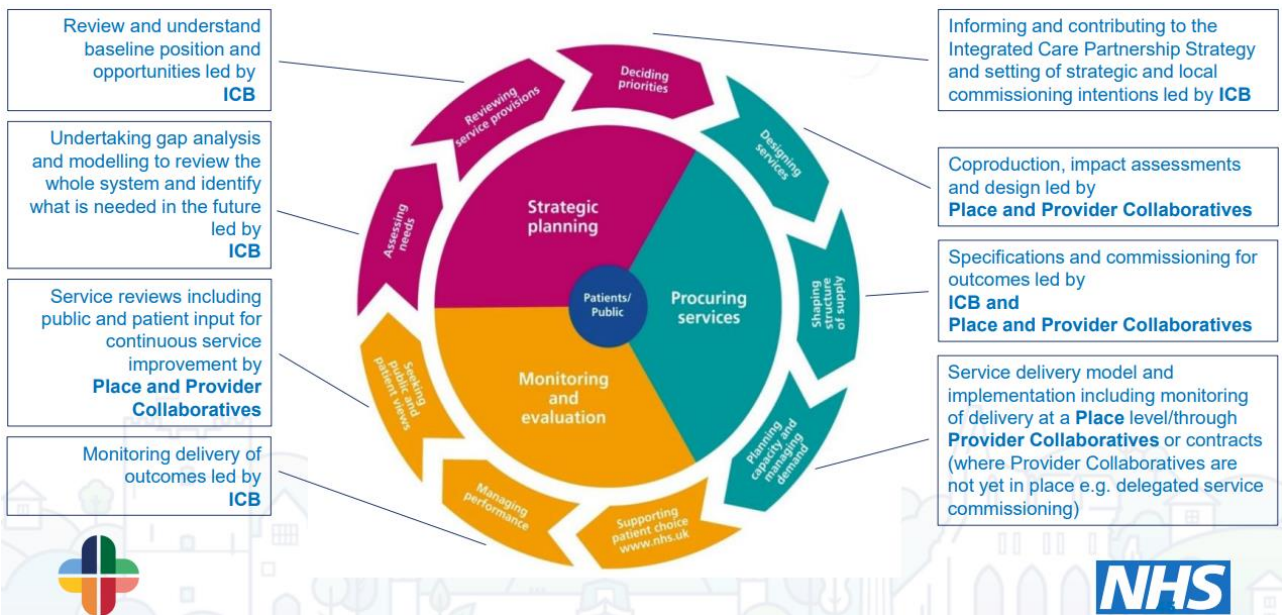 Review and understand
baseline position and
opportunities led by
ICB
Undertaking gap analysis
and modelling to review the
whole system and identify
what is needed in the future
led by
ICB
Service reviews including
public and patient input for
continuous service
improvement by
Place and Provider
Collaboratives
Monitoring delivery of
outcomes led by
ICB
Deciding
priorities
Designing
services
Shaping
structure
of supply
Planning
capacity and
managing
demand
Supporting
patient choice
www.nhs.uk
Managing
performance
Seeking
public and
patient views
Assessing
needs
Reviewing
service provisions
Strategic
planning
Procuring
services
Monitoring
and
evaluation
Patients/
Public
Informing and contributing to the
Integrated Care Partnership Strategy
and setting of strategic and local
commissioning intentions led by ICB
Coproduction, impact assessments
and design led by
Place and Provider Collaboratives
Specifications and commissioning for
outcomes led by
ICB and
Place and Provider Collaboratives
Service delivery model and
implementation including monitoring
of delivery at a Place level/through
Provider Collaboratives or contracts
(where Provider Collaboratives are
not yet in place e.g. delegated service
commissioning)
NHS